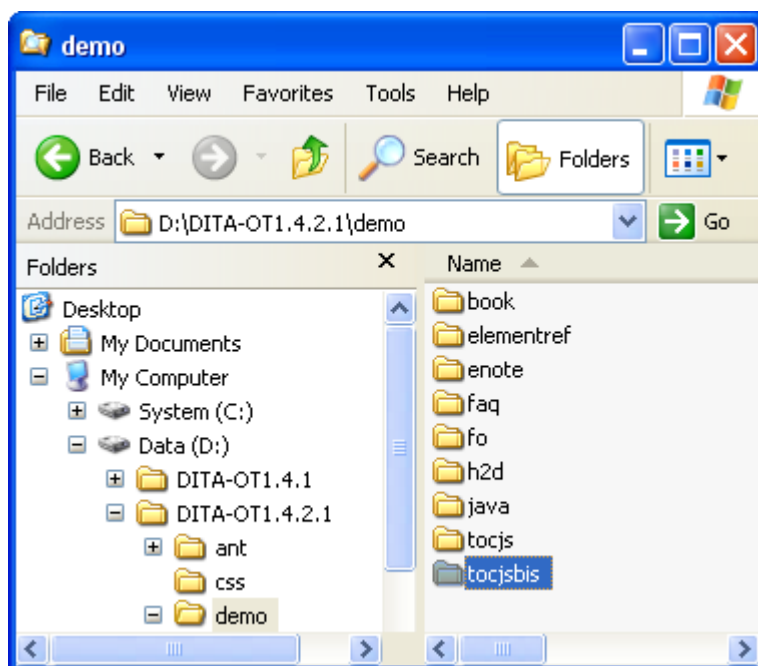 demo
File Edit View Favorites Tools Help
Back Search Folders
Address D:\DITA-OT1.4.2.1\demo Go
Folders
Desktop
My Documents
My Computer
System (C:)
Data (D:)
DITA-OT1.4.1
DITA-OT1.4.2.1
ant
css
demo
Name
book
elementref
enote
faq
fo
h2d
java
tocjs
tocjsbis